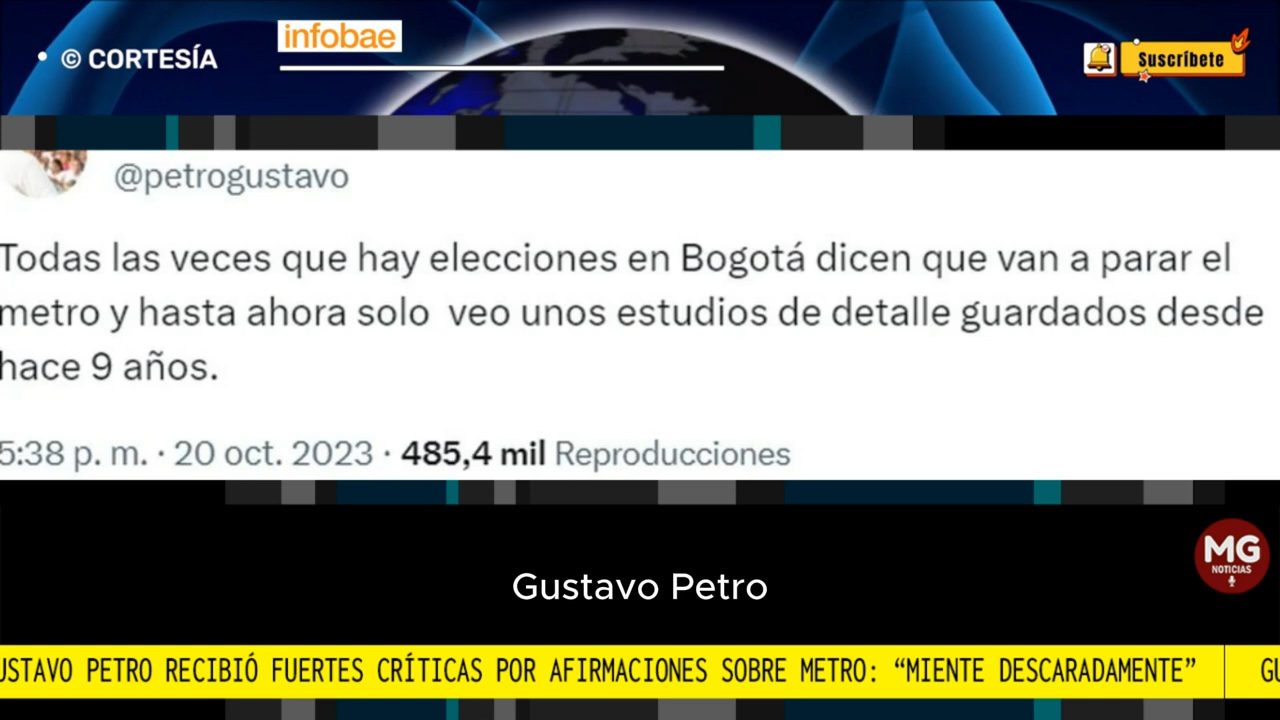 © CORTESÍA
infobae
Suscríbete
@petrogustavo
Todas las veces que hay elecciones en Bogotá dicen que van a parar el
metro y hasta ahora solo veo unos estudios de detalle guardados desde
hace 9 años.
5:38 p. m. · 20 oct. 2023 · 485,4 mil Reproducciones
MG
NOTICIAS
Gustavo Petro
USTAVO PETRO RECIBIÓ FUERTES CRÍTICAS POR AFIRMACIONES SOBRE METRO: “MIENTE DESCARADAMENTE” GU